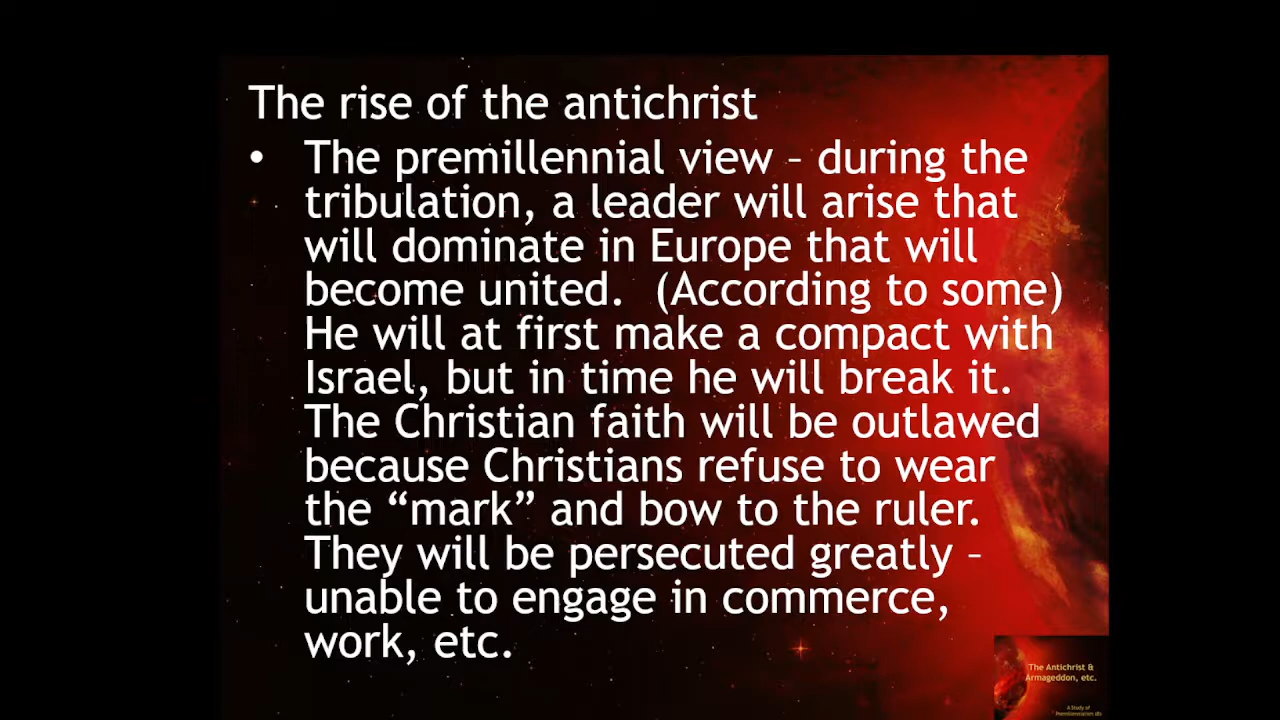 The rise of the antichrist
• The premillennial view – during the
tribulation, a leader will arise that
will dominate in Europe that will
become united.  (According to some)
He will at first make a compact with
Israel, but in time he will break it.
The Christian faith will be outlawed
because Christians refuse to wear
the “mark” and bow to the ruler.
They will be persecuted greatly –
unable to engage in commerce,
work, etc.
The Antichrist &
Armageddon, etc.
A Study of